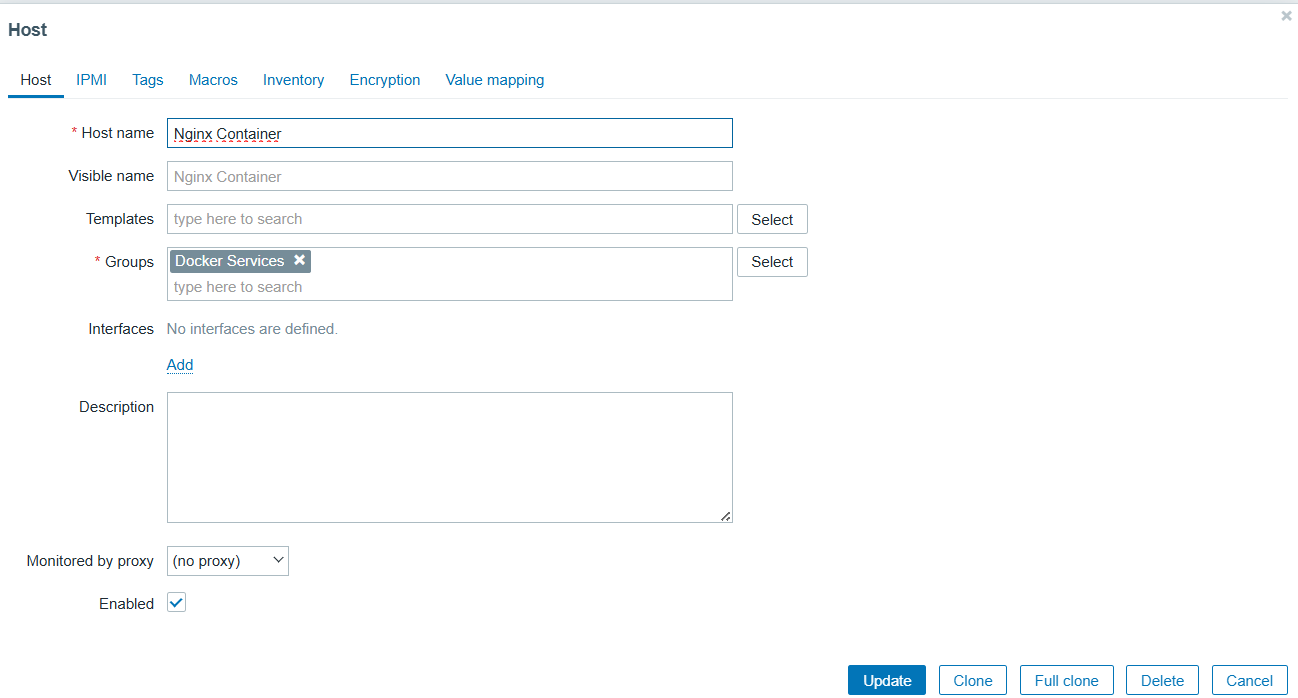 Host
Host IPMI Tags Macros Inventory Encryption Value mapping
* Host name Nginx Container
Visible name Nginx Container
Templates type here to search Select
* Groups Docker Services Select
type here to search
Interfaces No interfaces are defined.
Add
Description
Monitored by proxy (no proxy)
Enabled
Update Clone Full clone Delete Cancel